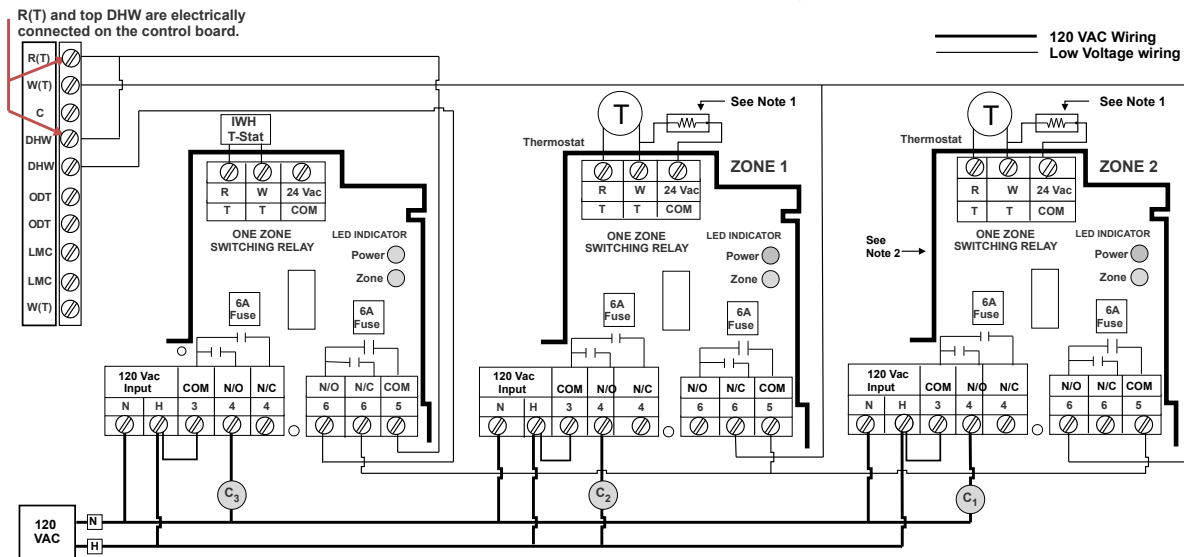 R(T) and top DHW are electrically
connected on the control board.
120 VAC Wiring
Low Voltage wiring
R(T)
W(T)
C
DHW
DHW
ODT
ODT
LMC
LMC
W(T)
IWH
T-Stat
R W 24 Vac
T T COM
ONE ZONE
SWITCHING RELAY
LED INDICATOR
Power
Zone
6A
Fuse
6A
Fuse
120 Vac
Input
COM N/O N/C
N H 3 4 4
N/O N/C COM
6 6 5
C3
Thermostat
T
See Note 1
ZONE 1
R W 24 Vac
T T COM
ONE ZONE
SWITCHING RELAY
LED INDICATOR
Power
Zone
6A
Fuse
6A
Fuse
120 Vac
Input
COM N/O N/C
N H 3 4 4
N/O N/C COM
6 6 5
C2
Thermostat
T
See Note 1
ZONE 2
R W 24 Vac
T T COM
See
Note 2
ONE ZONE
SWITCHING RELAY
LED INDICATOR
Power
Zone
6A
Fuse
6A
Fuse
120 Vac
Input
COM N/O N/C
N H 3 4 4
N/O N/C COM
6 6 5
C1
120
VAC
N
H